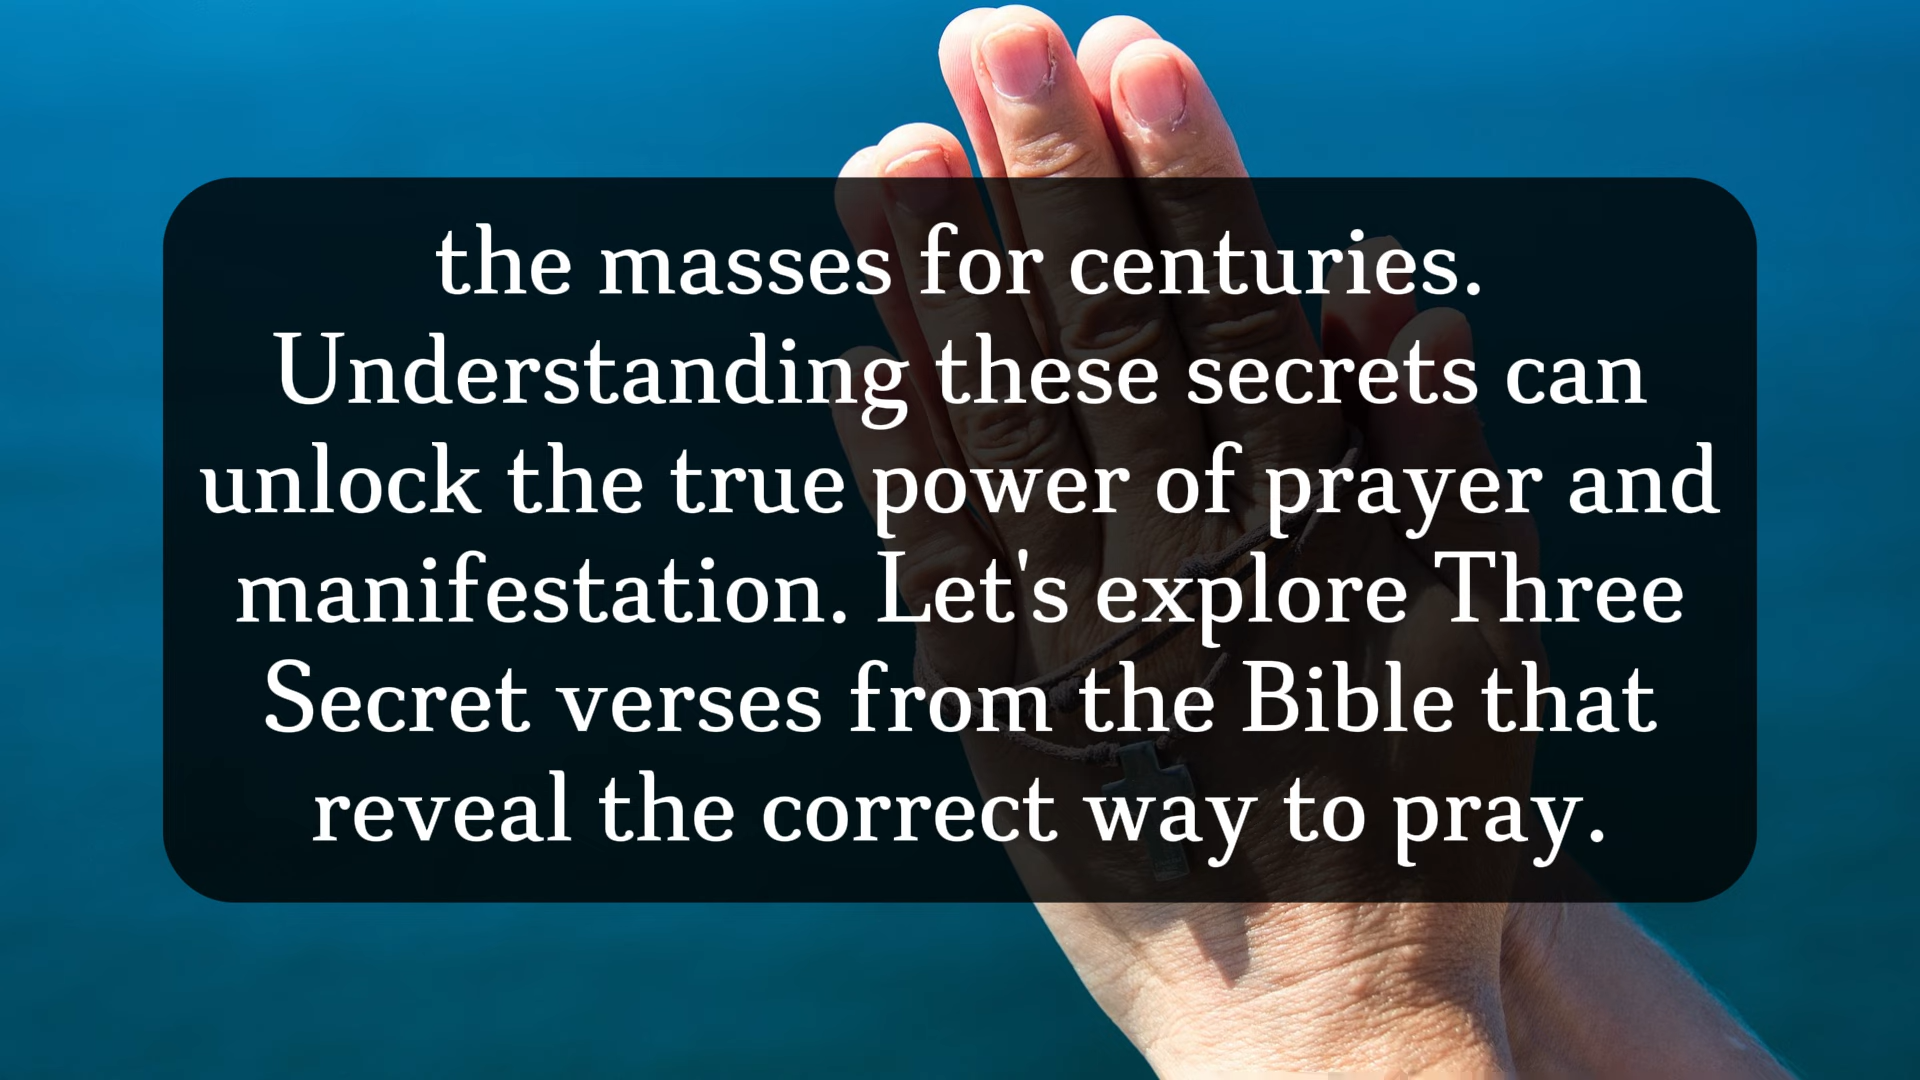 the masses for centuries.
Understanding these secrets can
unlock the true power of prayer and
manifestation. Let's explore Three
Secret verses from the Bible that
reveal the correct way to pray.